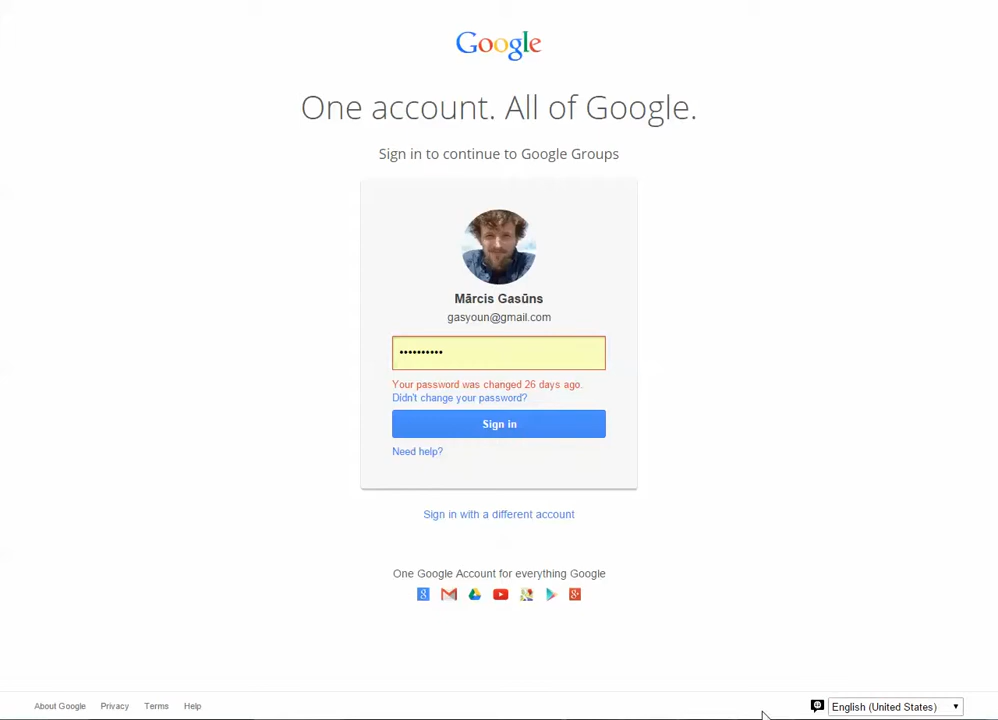 Google
One account. All of Google.
Sign in to continue to Google Groups
Mārcis Gasūns
gasyoun@gmail.com
••••••••••
Your password was changed 26 days ago.
Didn't change your password?
Sign in
Need help?
Sign in with a different account
One Google Account for everything Google
About Google Privacy Terms Help English (United States)